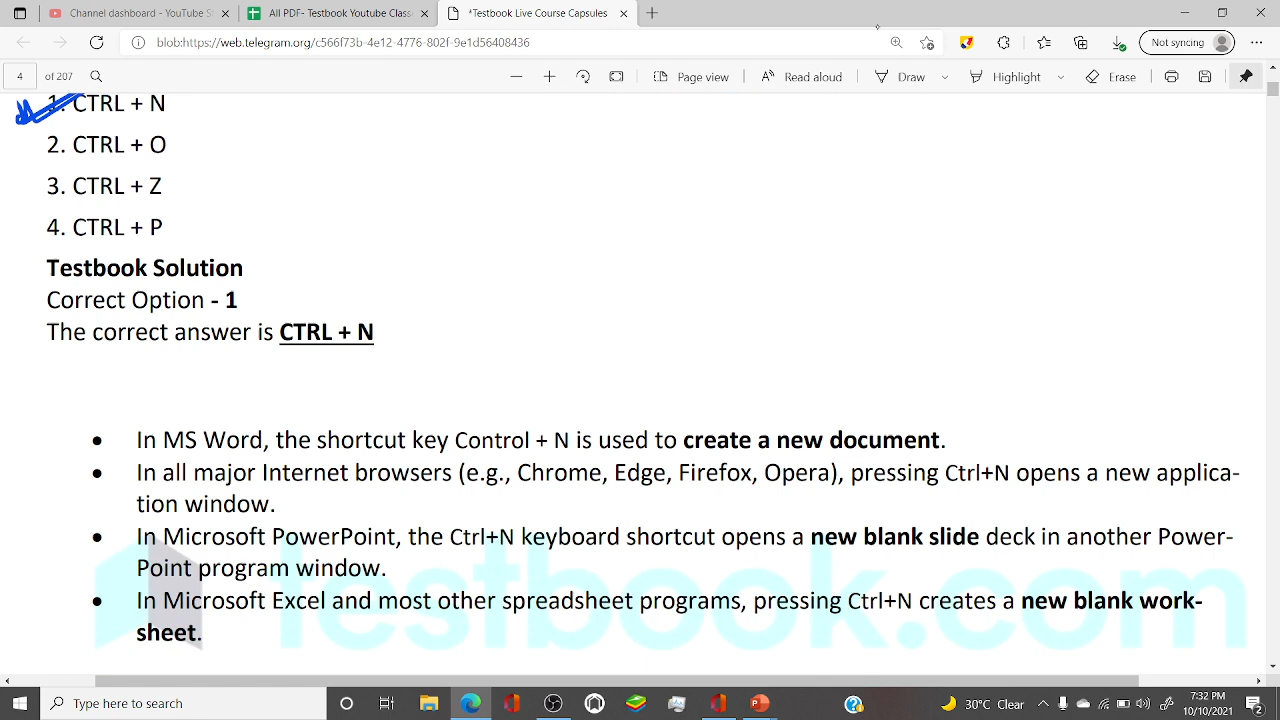 Channel dashboard - YouTube S
All PDF- Testbook Youtube Class
*Testbook Live Course Capsules
blob:https://web.telegram.org/c566f73b-4e12-4776-802f-9e1d56408436
Not syncing
4 of 207
Page view
Read aloud
Draw
Highlight
Erase
1. CTRL + N
2. CTRL + O
3. CTRL + Z
4. CTRL + P
Testbook Solution
Correct Option - 1
The correct answer is CTRL + N
• In MS Word, the shortcut key Control + N is used to create a new document.
• In all major Internet browsers (e.g., Chrome, Edge, Firefox, Opera), pressing Ctrl+N opens a new applica-
tion window.
• In Microsoft PowerPoint, the Ctrl+N keyboard shortcut opens a new blank slide deck in another Power-
Point program window.
• In Microsoft Excel and most other spreadsheet programs, pressing Ctrl+N creates a new blank work-
sheet.
testbook.com
Type here to search
30°C Clear
7:32 PM
10/10/2021
2